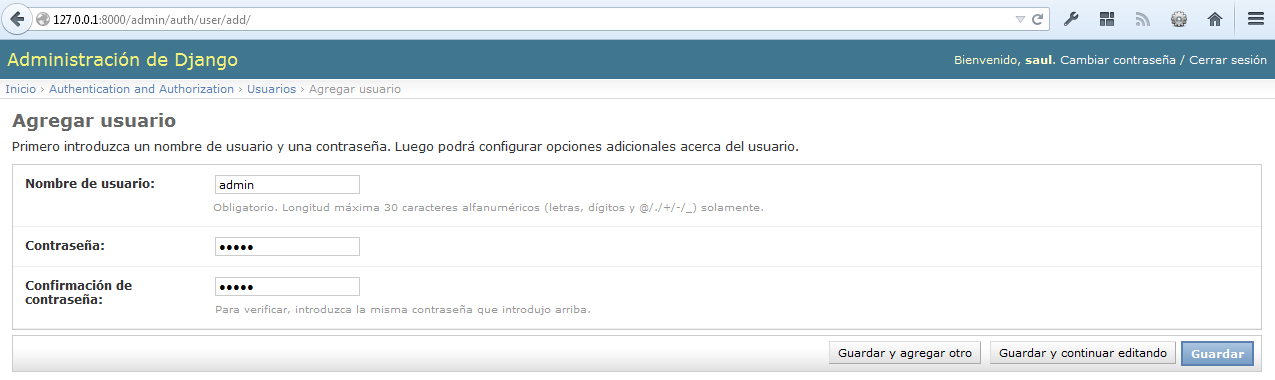 127.0.0.1:8000/admin/auth/user/add/
Administración de Django
Bienvenido, saul. Cambiar contraseña / Cerrar sesión
Inicio › Authentication and Authorization › Usuarios › Agregar usuario
Agregar usuario
Primero introduzca un nombre de usuario y una contraseña. Luego podrá configurar opciones adicionales acerca del usuario.
Nombre de usuario:
admin
Obligatorio. Longitud máxima 30 caracteres alfanuméricos (letras, dígitos y @/./+/-/_) solamente.
Contraseña:
•••••
Confirmación de
contraseña:
•••••
Para verificar, introduzca la misma contraseña que introdujo arriba.
Guardar y agregar otro
Guardar y continuar editando
Guardar